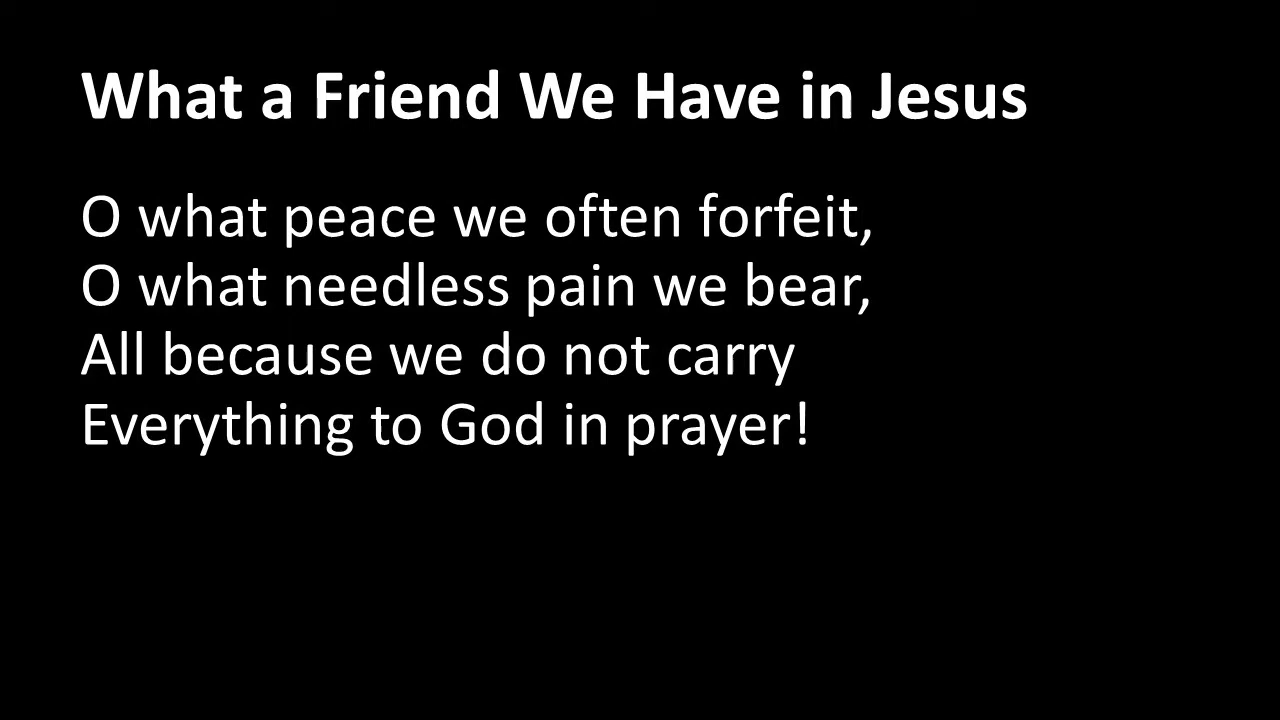 What a Friend We Have in Jesus
O what peace we often forfeit,
O what needless pain we bear,
All because we do not carry
Everything to God in prayer!